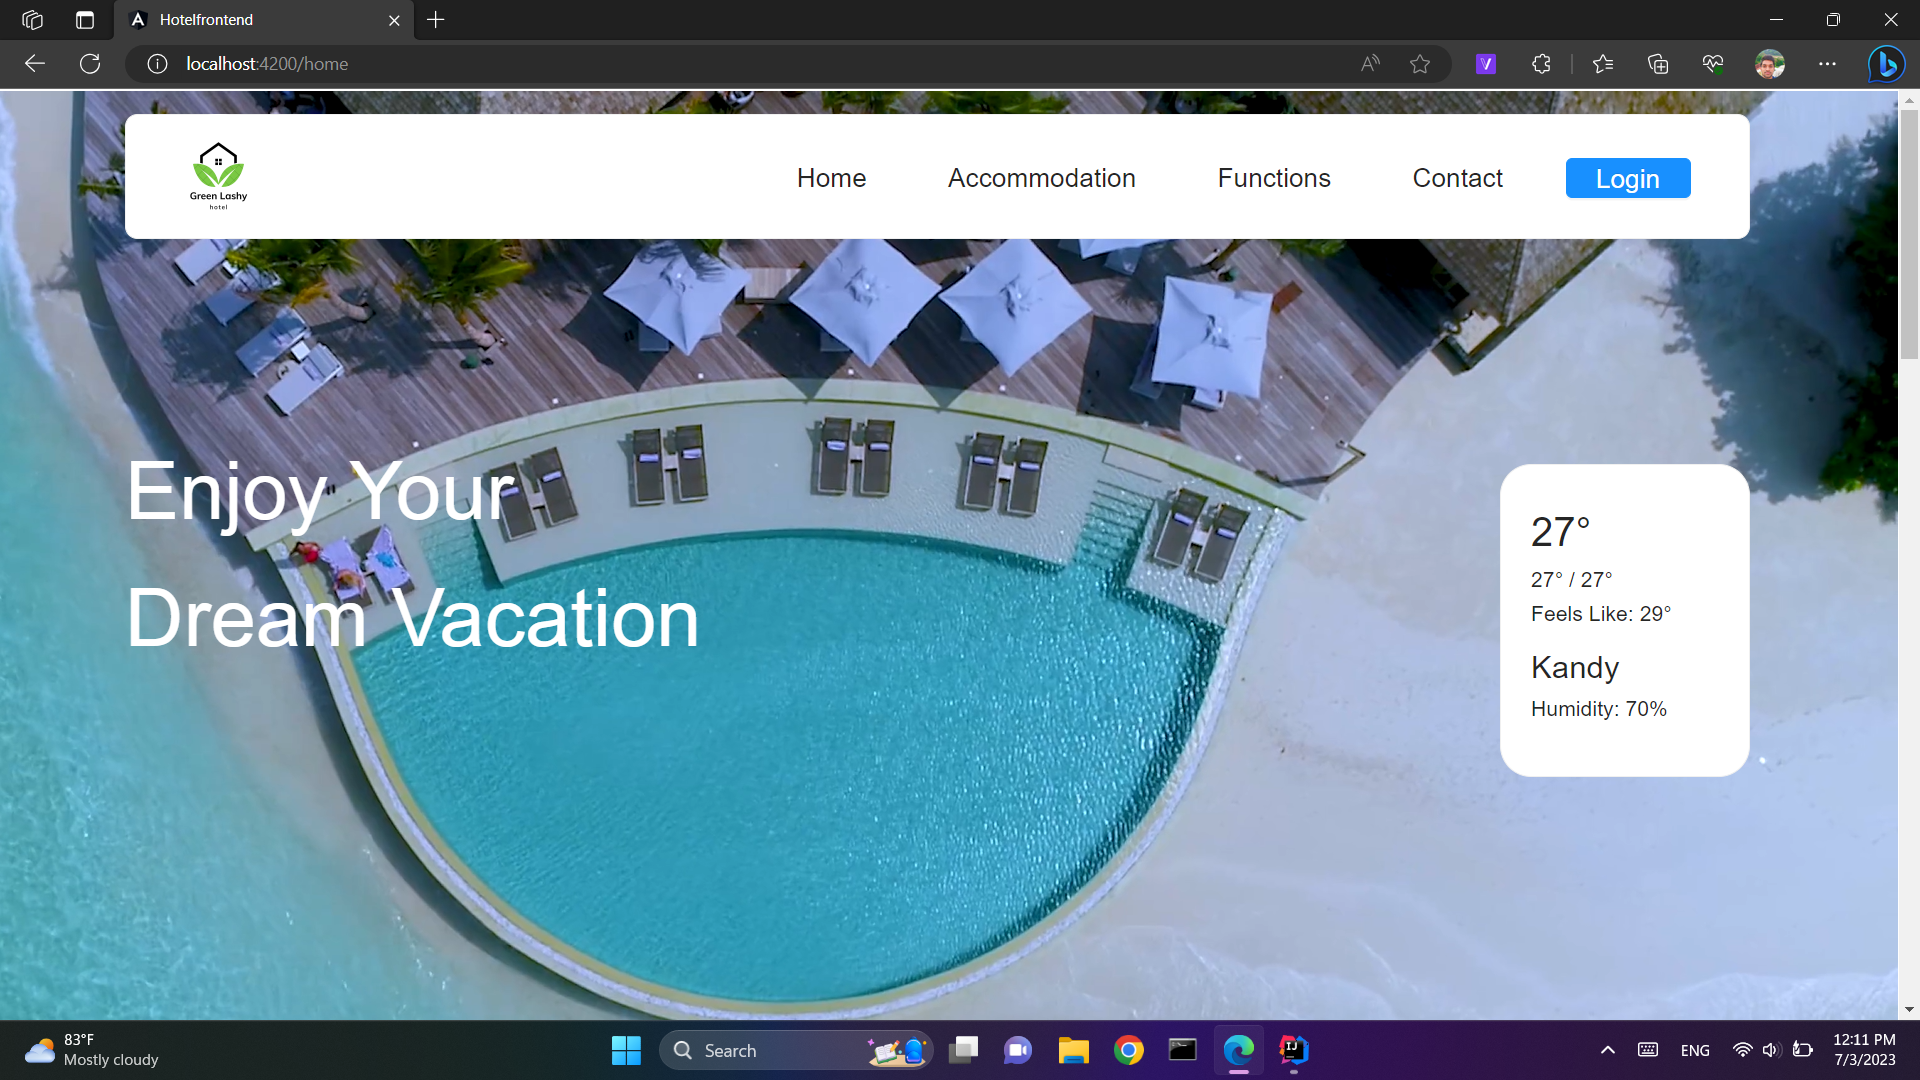 Hotelfrontend
localhost:4200/home
Green Lashy
hotel
Home
Accommodation
Functions
Contact
Login
Enjoy Your
Dream Vacation
27°
27° / 27°
Feels Like: 29°
Kandy
Humidity: 70%
83°F
Mostly cloudy
Search
ENG
12:11 PM
7/3/2023